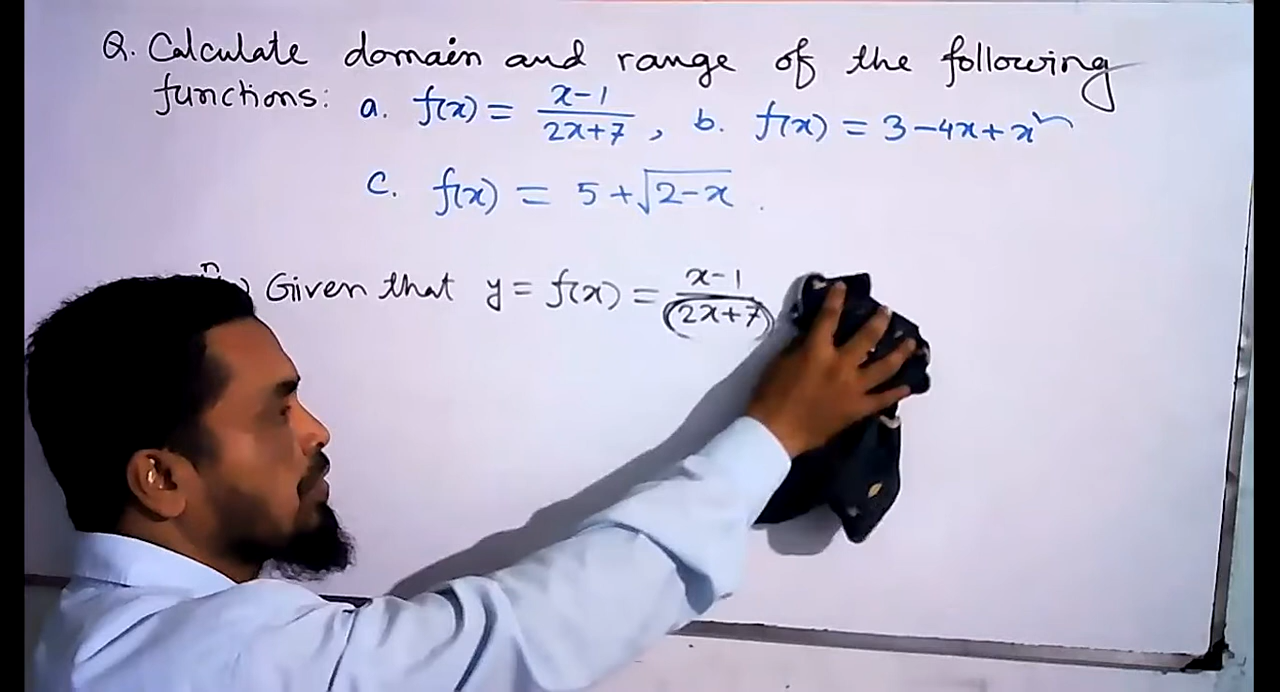 Q. Calculate domain and range of the following
functions: a. f(x) = x-1 / 2x+7 , b. f(x) = 3-4x+x²
c. f(x) = 5+√2-x .
Given that y = f(x) = x-1 / (2x+7)